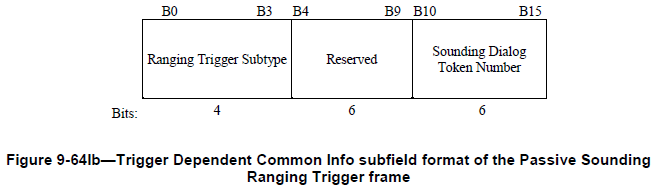 B0 B3 B4 B9 B10 B15
Ranging Trigger Subtype
Reserved
Sounding Dialog
Token Number
Bits: 4 6 6
Figure 9-64lb—Trigger Dependent Common Info subfield format of the Passive Sounding
Ranging Trigger frame